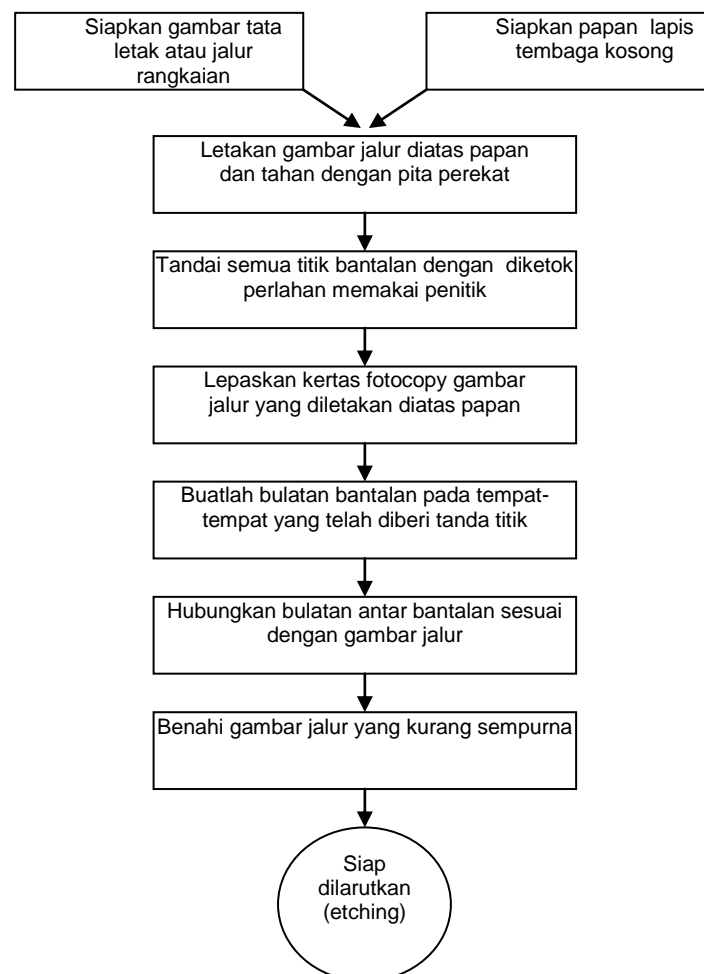 Siapkan gambar tata
letak atau jalur
rangkaian
Siapkan papan lapis
tembaga kosong
Letakan gambar jalur diatas papan
dan tahan dengan pita perekat
Tandai semua titik bantalan dengan diketok
perlahan memakai penitik
Lepaskan kertas fotocopy gambar
jalur yang diletakan diatas papan
Buatlah bulatan bantalan pada tempat-
tempat yang telah diberi tanda titik
Hubungkan bulatan antar bantalan sesuai
dengan gambar jalur
Benahi gambar jalur yang kurang sempurna
Siap
dilarutkan
(etching)